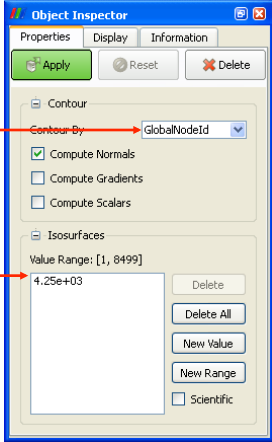 Object Inspector
Properties Display Information
Apply Reset Delete
Contour
Contour By GlobalNodeId
Compute Normals
Compute Gradients
Compute Scalars
Isosurfaces
Value Range: [1, 8499]
4.25e+03
Delete
Delete All
New Value
New Range
Scientific